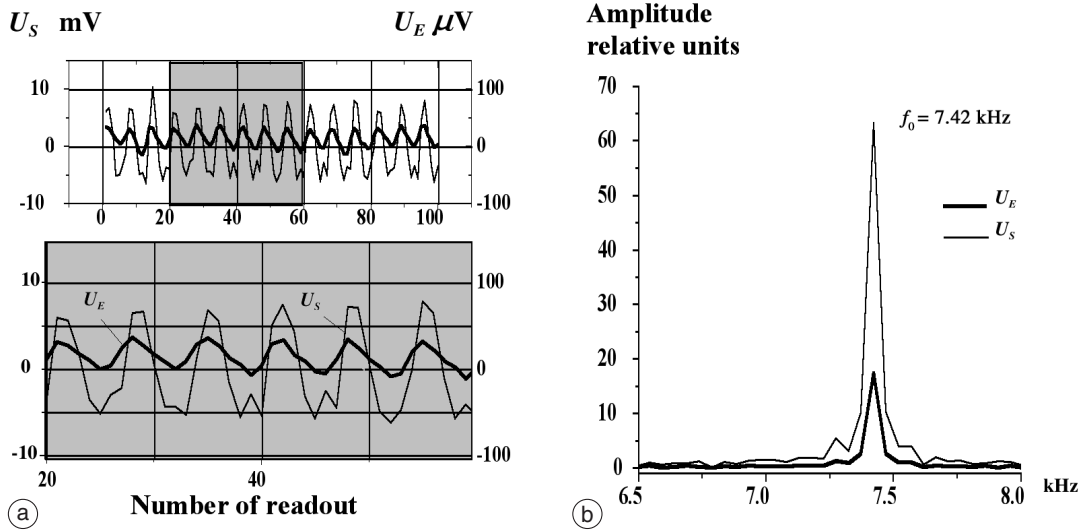 U_S mV
U_E μV
10
0
-10
100
0
-100
0 20 40 60 80 100
10
0
-10
100
0
-100
U_E
U_S
20 40
Number of readout
a
Amplitude
relative units
70
60
50
40
30
20
10
0
f₀ = 7.42 kHz
U_E
U_S
6.5 7.0 7.5 8.0 kHz
b